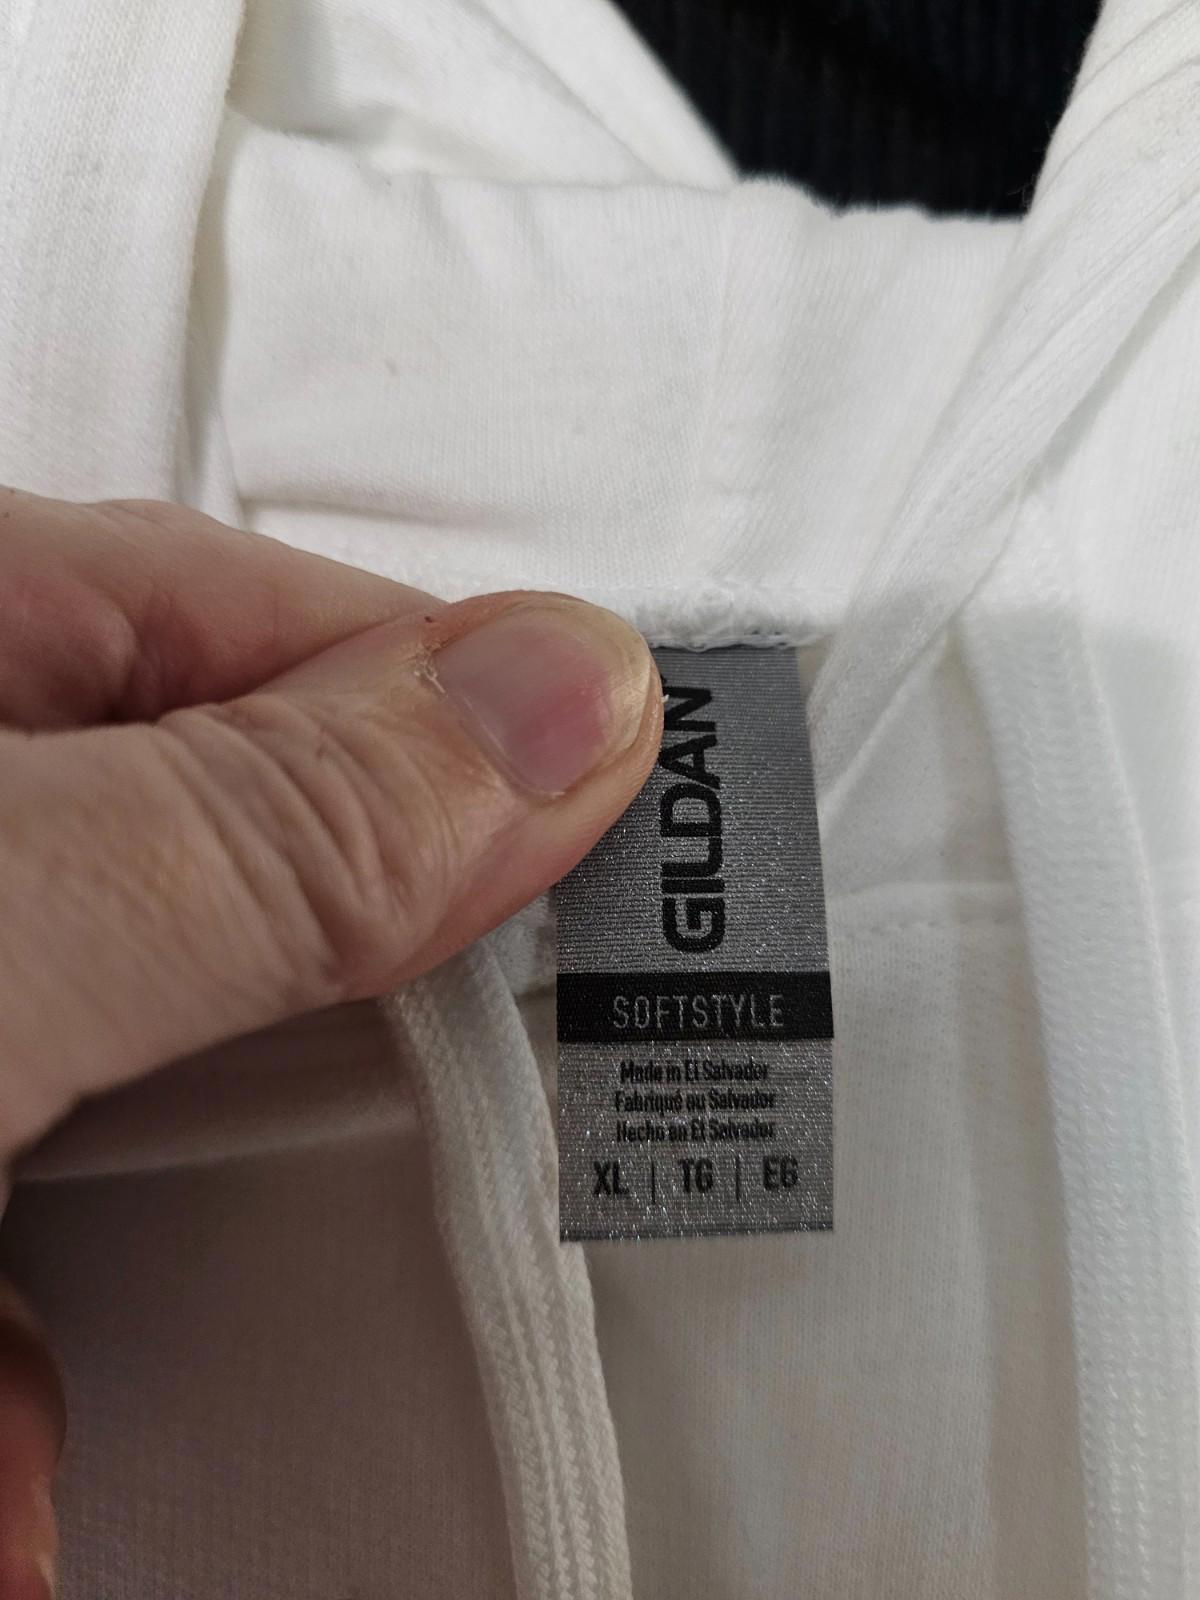 GILDAN
SOFTSTYLE
Made in El Salvador
Fabriqué au Salvador
Hecho en El Salvador
XL | TG | EG